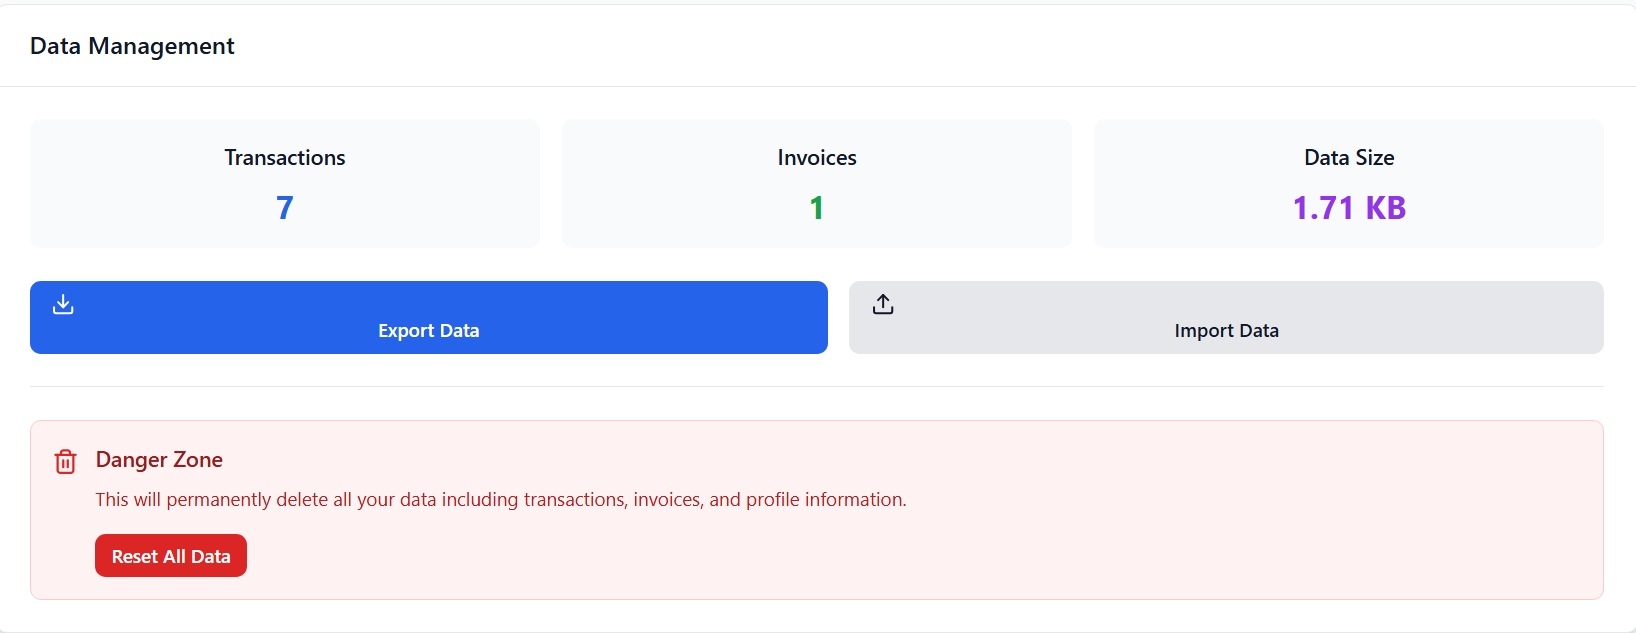 Data Management
Transactions
7
Invoices
1
Data Size
1.71 KB
Export Data
Import Data
Danger Zone
This will permanently delete all your data including transactions, invoices, and profile information.
Reset All Data